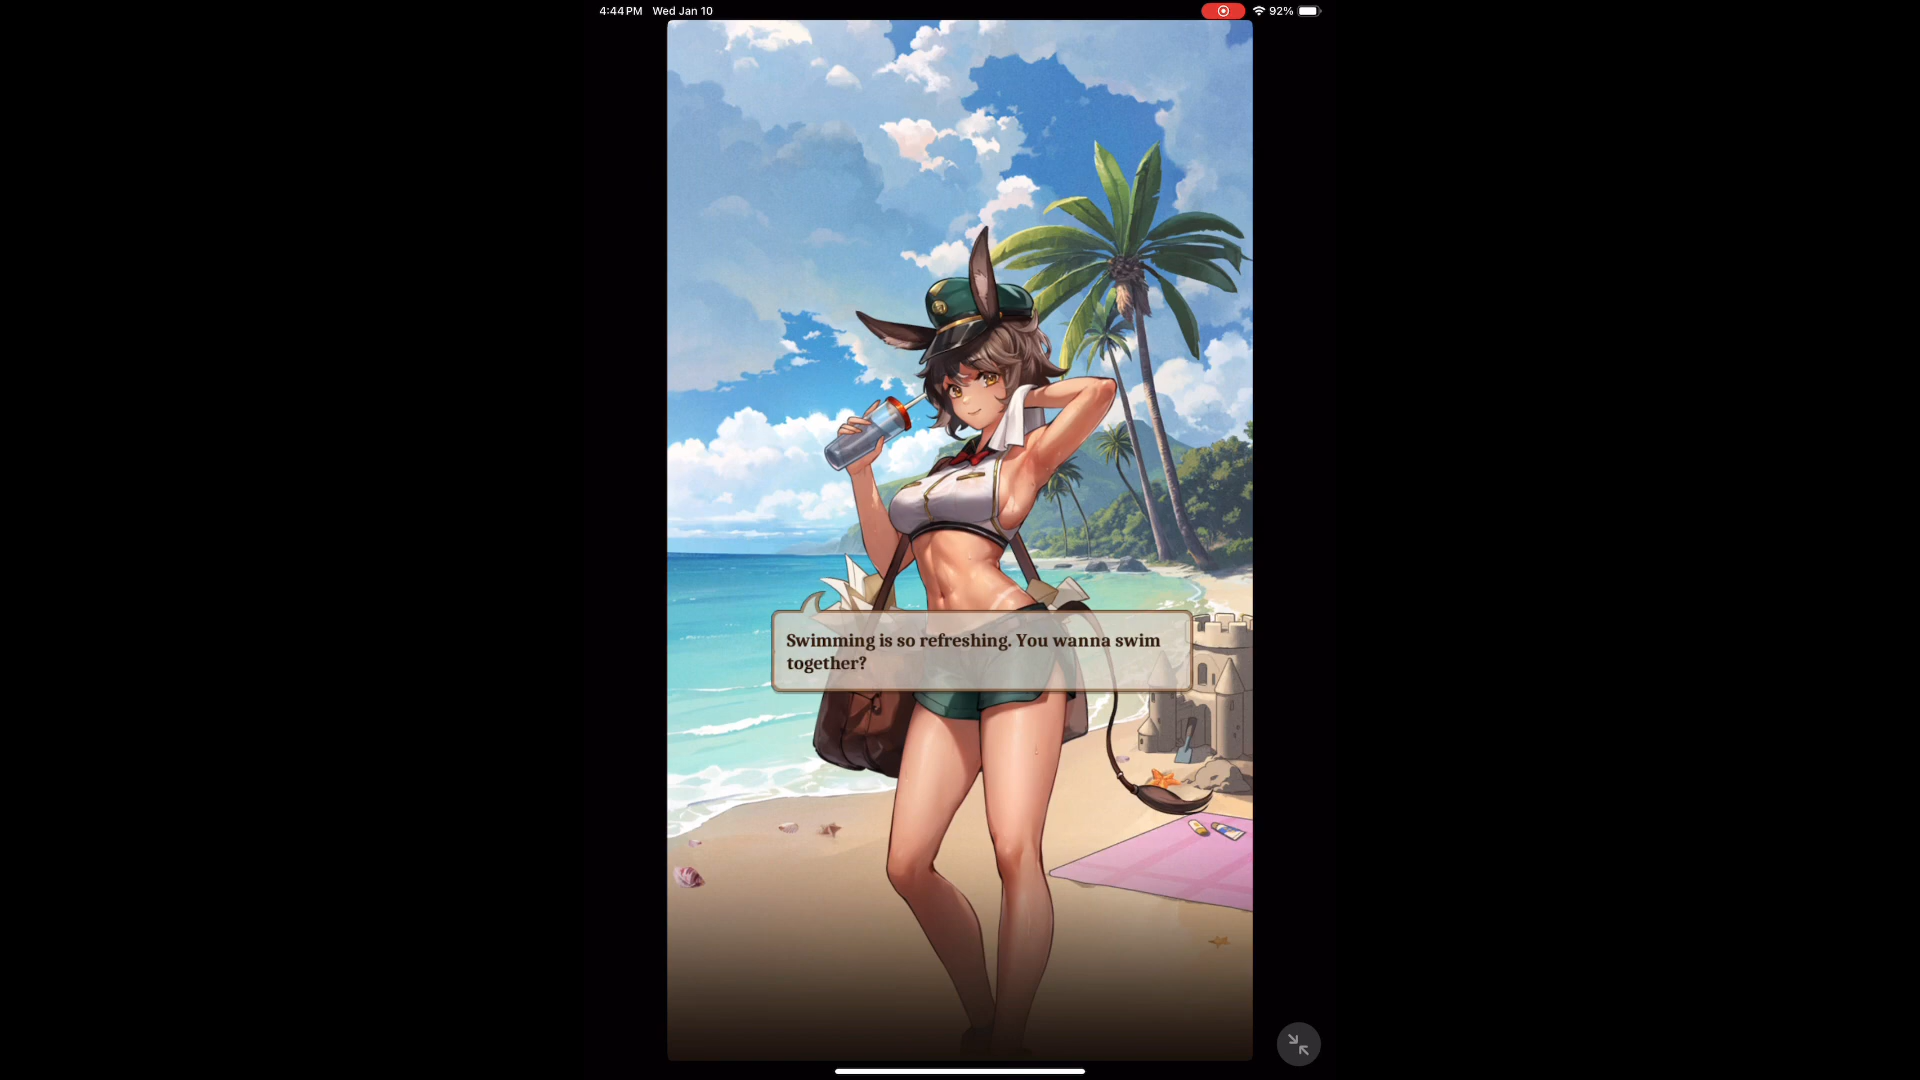 4:44 PM Wed Jan 10
92%
Swimming is so refreshing. You wanna swim
together?